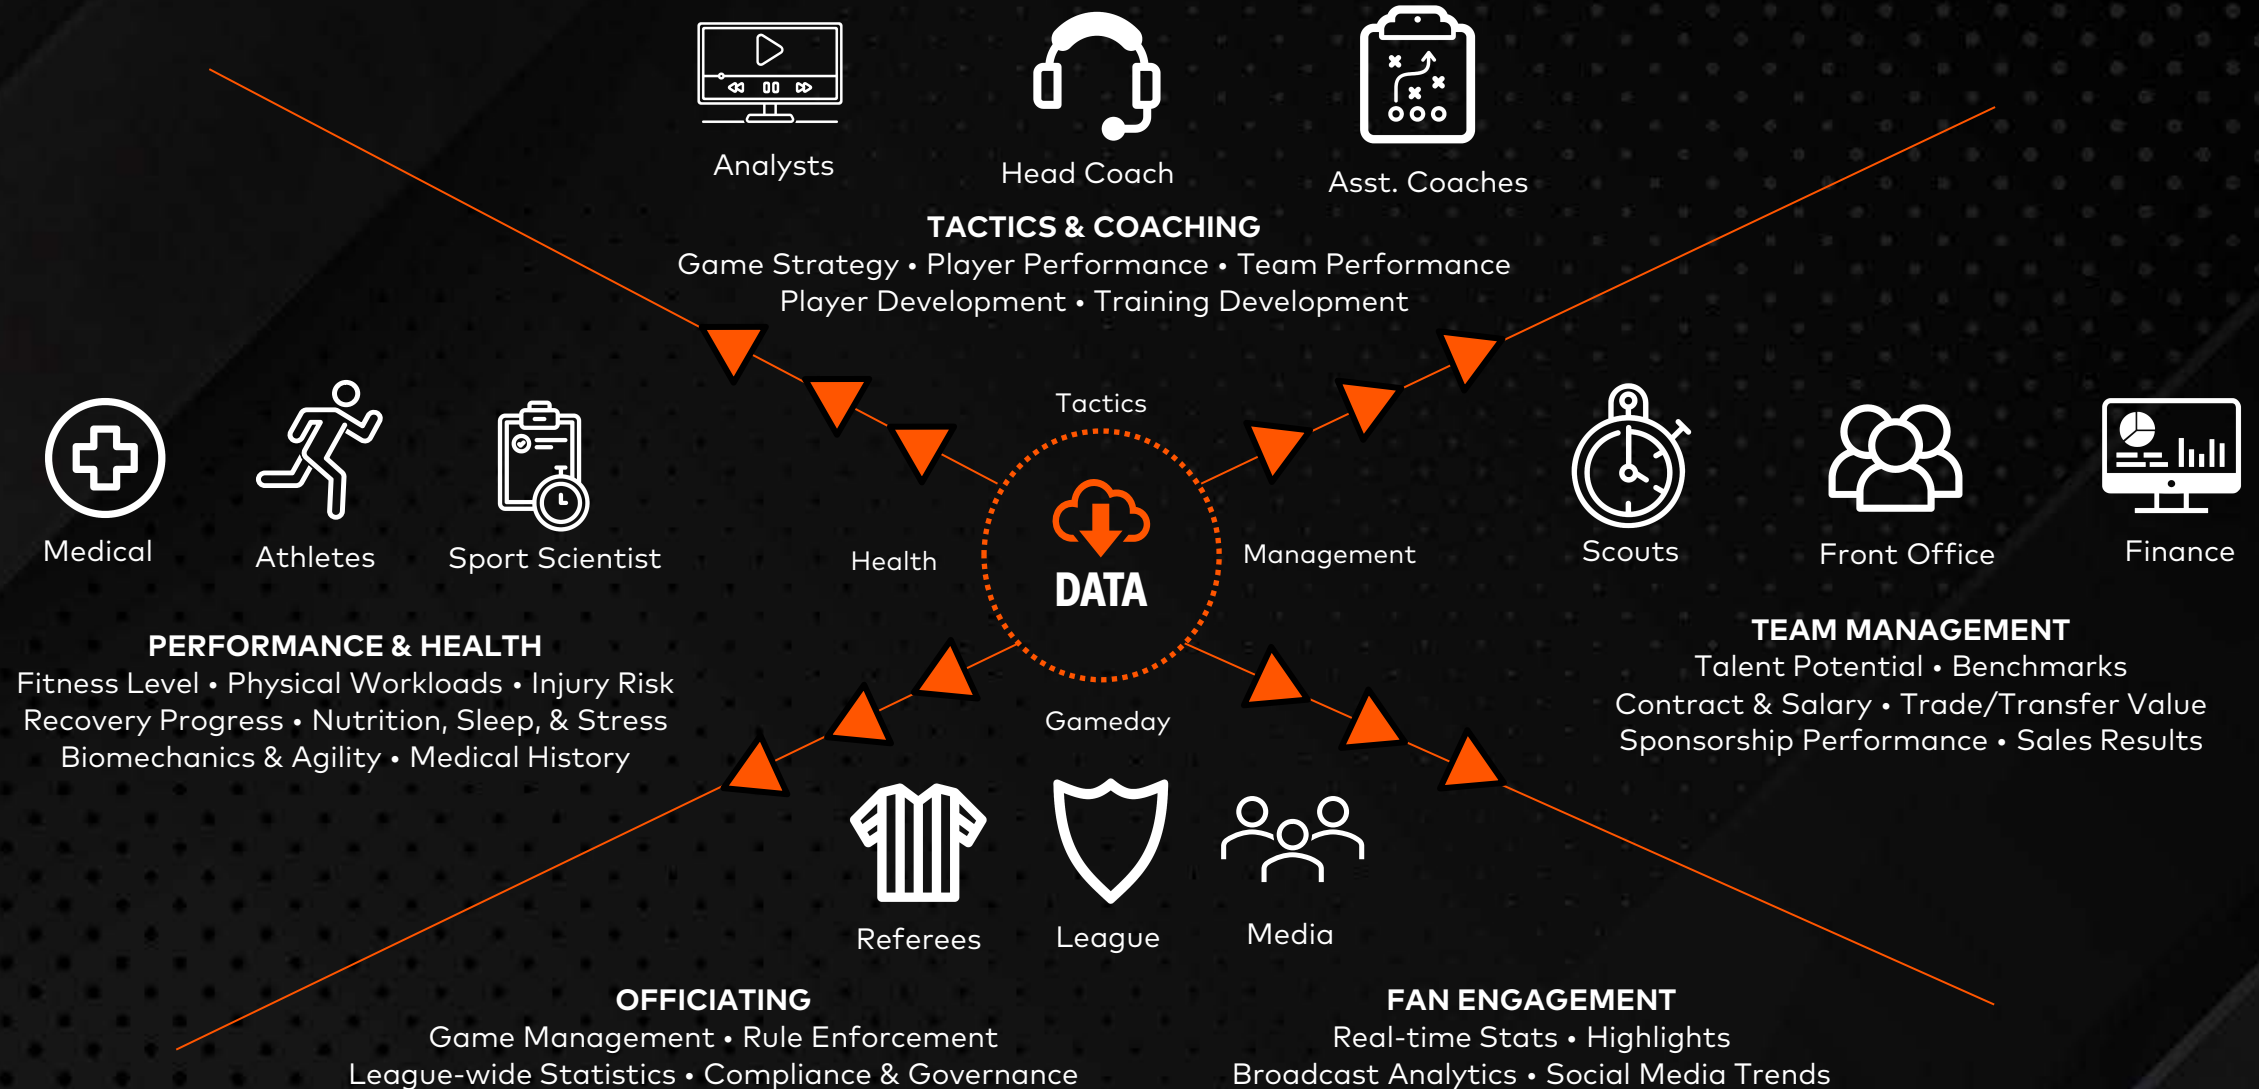 Analysts
Head Coach
Asst. Coaches
TACTICS & COACHING
Game Strategy • Player Performance • Team Performance
Player Development • Training Development
Tactics
Health
DATA
Management
Gameday
Medical
Athletes
Sport Scientist
PERFORMANCE & HEALTH
Fitness Level • Physical Workloads • Injury Risk
Recovery Progress • Nutrition, Sleep, & Stress
Biomechanics & Agility • Medical History
Scouts
Front Office
Finance
TEAM MANAGEMENT
Talent Potential • Benchmarks
Contract & Salary • Trade/Transfer Value
Sponsorship Performance • Sales Results
Referees
League
Media
OFFICIATING
Game Management • Rule Enforcement
League-wide Statistics • Compliance & Governance
FAN ENGAGEMENT
Real-time Stats • Highlights
Broadcast Analytics • Social Media Trends